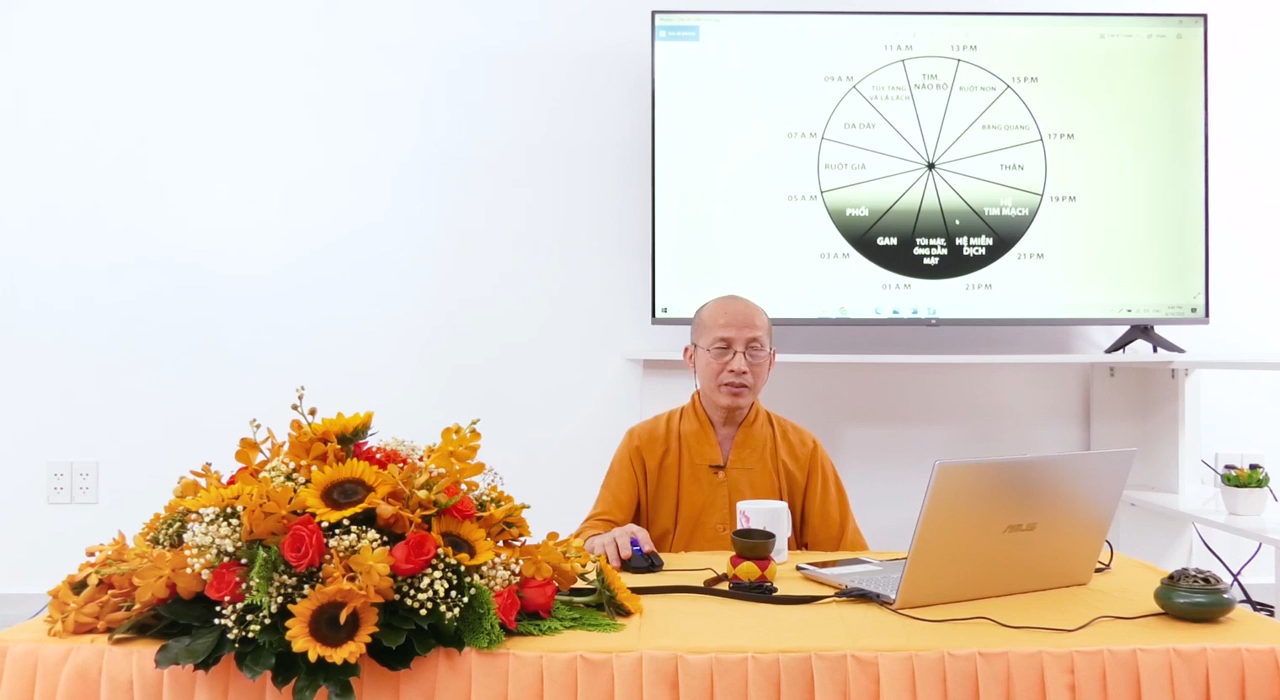 11 A.M
13 P.M
09 A M
TIM,
NÃO BỘ
TỤY TẠNG
VÀ LÁ LÁCH
RUỘT NON
15 P.M
DẠ DÀY
BÀNG QUANG
07 A.M
17 P.M
RUỘT GIÀ
THẬN
05 A.M
19 P.M
PHỔI
HỆ
TIM MẠCH
GAN
TÚI MẬT,
ỐNG DẪN
MẬT
HỆ MIỄN
DỊCH
03 A.M
21 P.M
01 A.M
23 P.M
ASUS